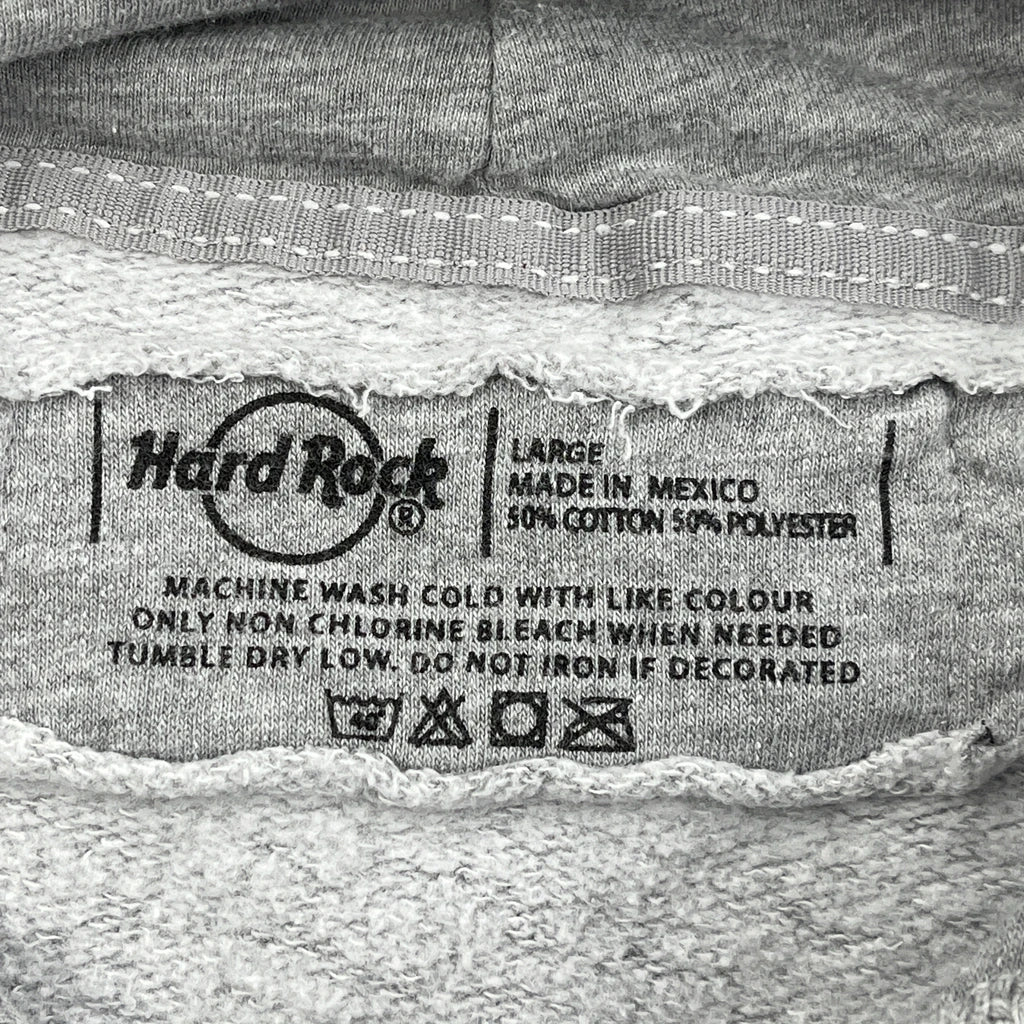 Hard Rock ®
LARGE
MADE IN MEXICO
50% COTTON 50% POLYESTER
MACHINE WASH COLD WITH LIKE COLOUR
ONLY NON CHLORINE BLEACH WHEN NEEDED
TUMBLE DRY LOW. DO NOT IRON IF DECORATED